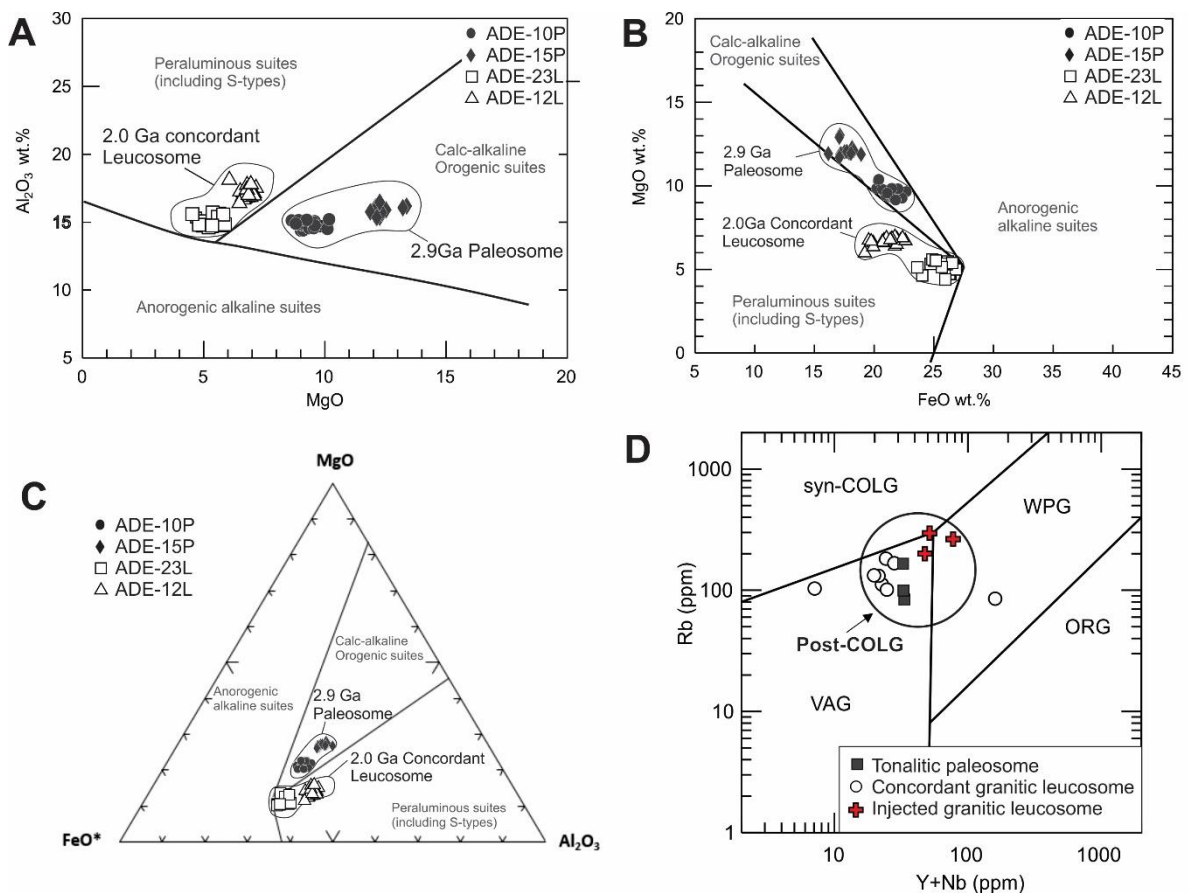 A
30
25
20
15
10
5
Al₂O₃ wt.%
Peraluminous suites
(including S-types)
ADE-10P
ADE-15P
ADE-23L
ADE-12L
2.0 Ga concordant
Leucosome
Calc-alkaline
Orogenic suites
2.9Ga Paleosome
Anorogenic alkaline suites
0
5
10
15
20
MgO
B
20
15
10
5
0
MgO wt.%
Calc-alkaline
Orogenic suites
ADE-10P
ADE-15P
ADE-23L
ADE-12L
2.9 Ga
Paleosome
2.0Ga Concordant
Leucosome
Anorogenic
alkaline suites
Peraluminous suites
(including S-types)
5
10
15
20
25
30
35
40
45
FeO wt.%
C
MgO
ADE-10P
ADE-15P
ADE-23L
ADE-12L
Calc-alkaline
Orogenic suites
Anorogenic
alkaline suites
2.9 Ga
Paleosome
2.0 Ga Concordant
Leucosome
Peraluminous suites
(including S-types)
FeO*
Al₂O₃
D
1000
100
10
1
Rb (ppm)
syn-COLG
WPG
Post-COLG
ORG
VAG
Tonalitic paleosome
Concordant granitic leucosome
Injected granitic leucosome
10
100
1000
Y+Nb (ppm)